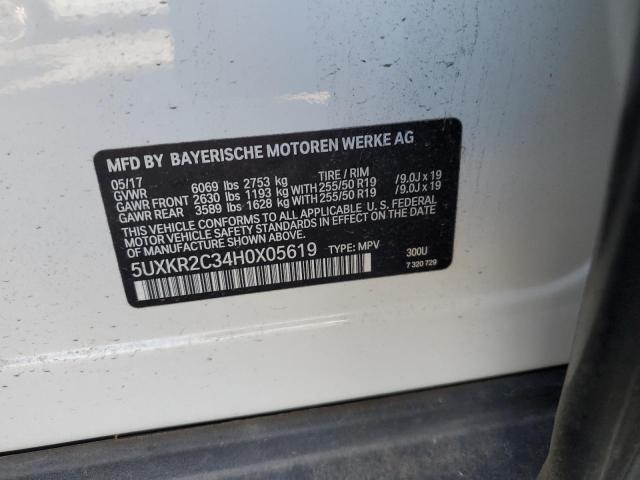 MFD BY BAYERISCHE MOTOREN WERKE AG
05/17 TIRE / RIM
GVWR 6069 lbs 2753 kg
GAWR FRONT 2630 lbs 1193 kg WITH 255/50 R19 /9.0J x 19
GAWR REAR 3589 lbs 1628 kg WITH 255/50 R19 /9.0J x 19
THIS VEHICLE CONFORMS TO ALL APPLICABLE U.S. FEDERAL
MOTOR VEHICLE SAFETY STANDARDS IN EFFECT ON THE
DATE OF MANUFACTURE SHOWN ABOVE.
5UXKR2C34H0X05619 TYPE: MPV 300U
7 320 729